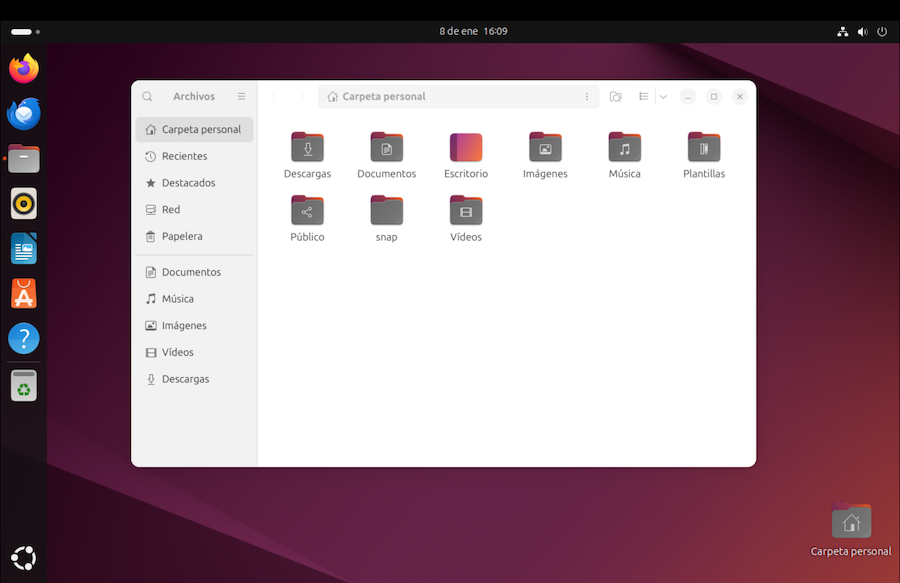 8 de ene 16:09
Archivos
Carpeta personal
Carpeta personal
Recientes
Destacados
Red
Papelera
Documentos
Música
Imágenes
Vídeos
Descargas
Descargas
Documentos
Escritorio
Imágenes
Música
Plantillas
Público
snap
Vídeos
Carpeta personal